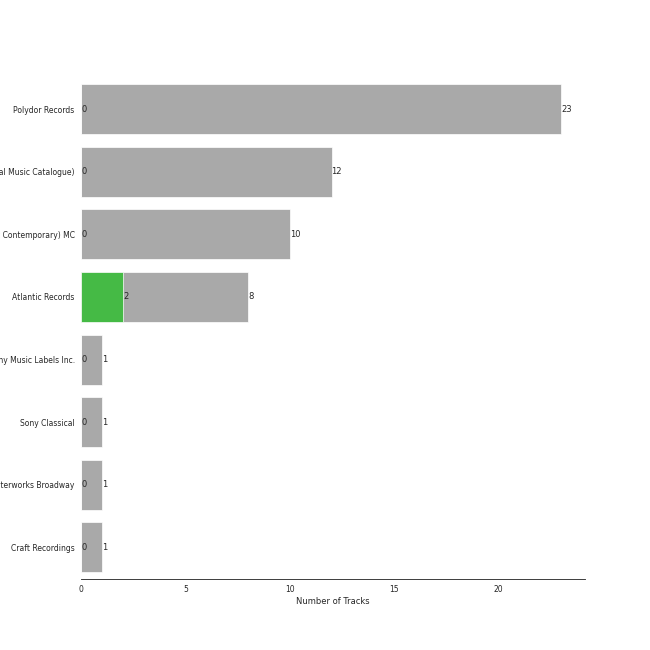 Polydor Records 0 23
al Music Catalogue) 0 12
Contemporary) MC 0 10
Atlantic Records 2 8
ny Music Labels Inc. 0 1
Sony Classical 0 1
terworks Broadway 0 1
Craft Recordings 0 1
0 5 10 15 20
Number of Tracks